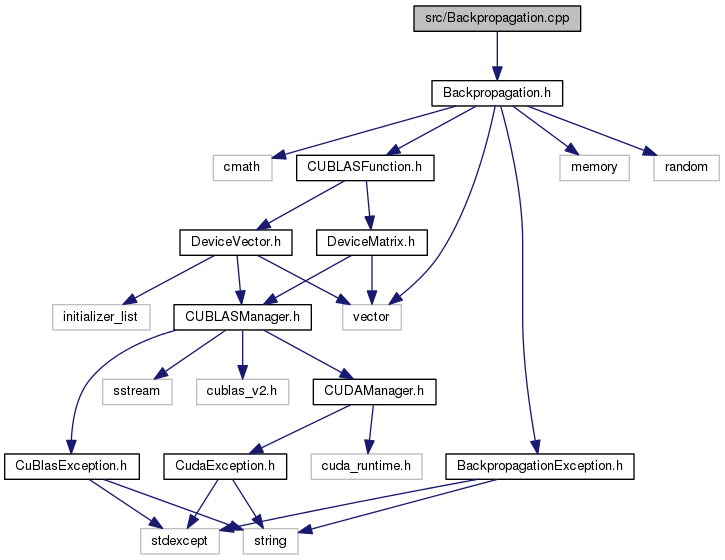 src/Backpropagation.cpp
Backpropagation.h
cmath
CUBLASFunction.h
memory
random
DeviceVector.h
DeviceMatrix.h
initializer_list
CUBLASManager.h
vector
sstream
cublas_v2.h
CUDAManager.h
CuBlasException.h
CudaException.h
cuda_runtime.h
BackpropagationException.h
stdexcept
string